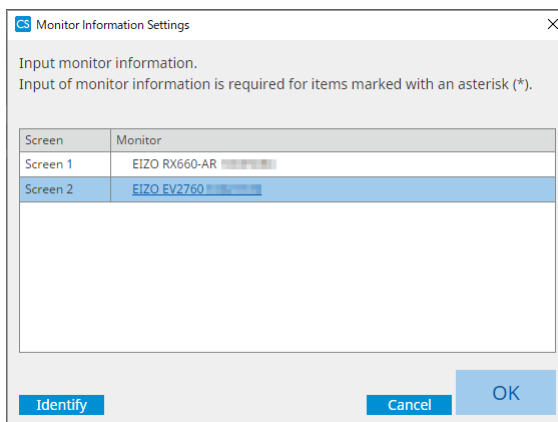 CS Monitor Information Settings
Input monitor information.
Input of monitor information is required for items marked with an asterisk (*).
Screen Monitor
Screen 1 EIZO RX660-AR
Screen 2 EIZO EV2760
Identify Cancel OK